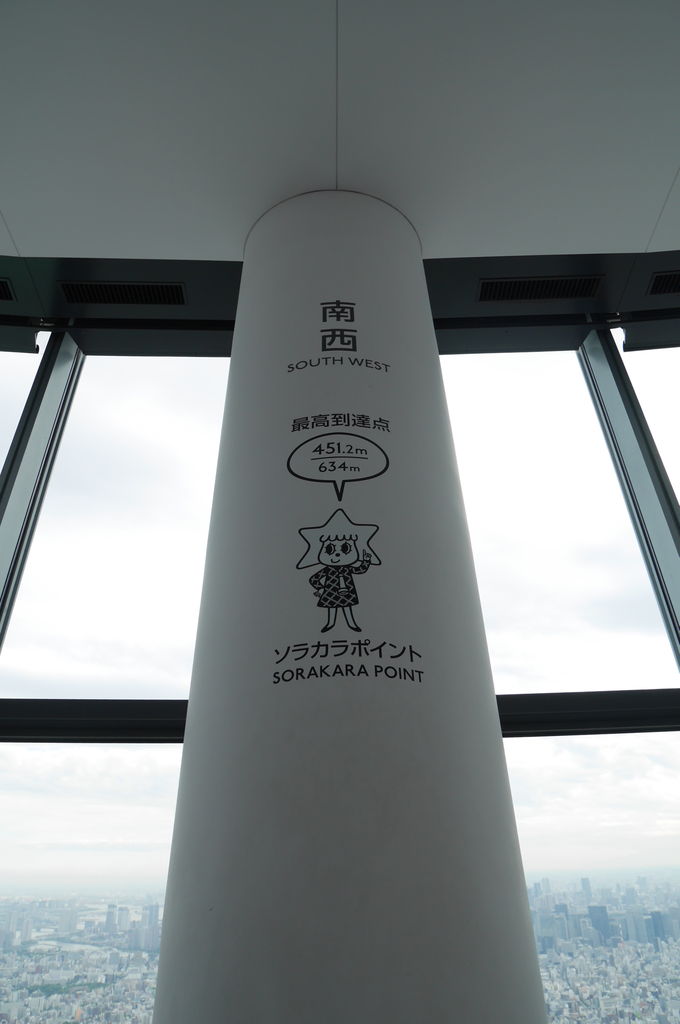 南
西
SOUTH WEST
最高到達点
451.2m
634m
ソラカラポイント
SORAKARA POINT